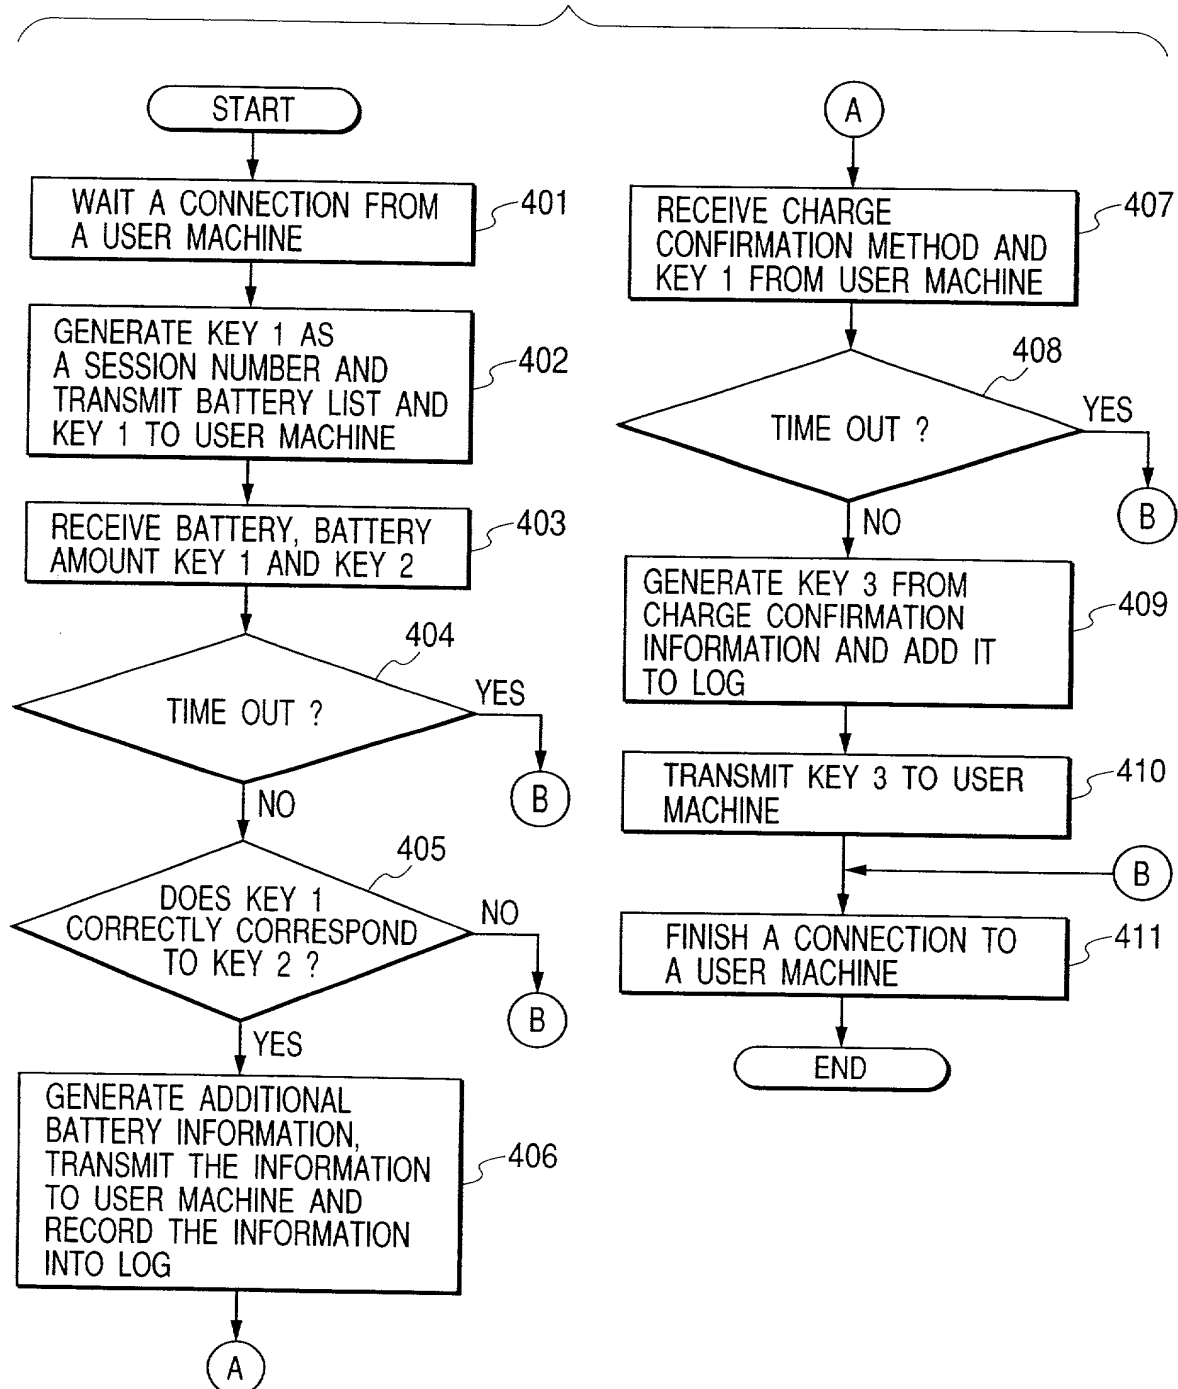 START
WAIT A CONNECTION FROM
A USER MACHINE
401
GENERATE KEY 1 AS
A SESSION NUMBER AND
TRANSMIT BATTERY LIST AND
KEY 1 TO USER MACHINE
402
RECEIVE BATTERY, BATTERY
AMOUNT KEY 1 AND KEY 2
403
TIME OUT ?
404
YES
B
NO
DOES KEY 1
CORRECTLY CORRESPOND
TO KEY 2 ?
405
NO
B
YES
GENERATE ADDITIONAL
BATTERY INFORMATION,
TRANSMIT THE INFORMATION
TO USER MACHINE AND
RECORD THE INFORMATION
INTO LOG
406
A
A
RECEIVE CHARGE
CONFIRMATION METHOD AND
KEY 1 FROM USER MACHINE
407
TIME OUT ?
408
YES
B
NO
GENERATE KEY 3 FROM
CHARGE CONFIRMATION
INFORMATION AND ADD IT
TO LOG
409
TRANSMIT KEY 3 TO USER
MACHINE
410
B
FINISH A CONNECTION TO
A USER MACHINE
411
END